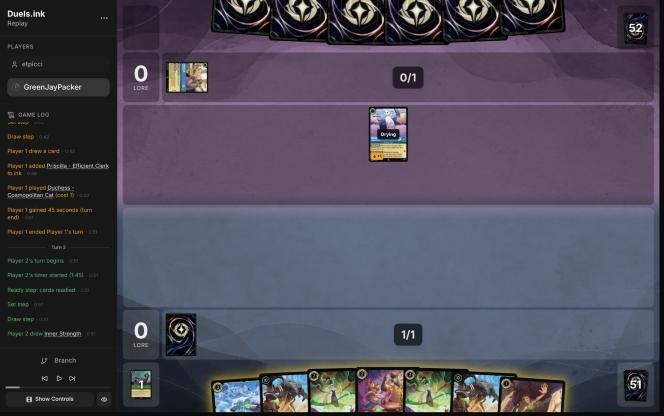 Duels.ink
Replay
PLAYERS
etpicci
GreenJayPacker
GAME LOG
Draw step
Player 1 drew a card
Player 1 added Priscilla - Efficient Clerk
to ink
Player 1 played Duchess -
Cosmopolitan Cat (cost 1)
Player 1 gained 45 seconds (turn
end)
Player 1 ended Player 1's turn
Turn 3
Player 2's turn begins
Player 2's timer started (1:45)
Ready step: cards readied
Set step
Draw step
Player 2 drew Inner Strength
Branch
Show Controls
52
0
LORE
0/1
Drying
0
LORE
1/1
1
51